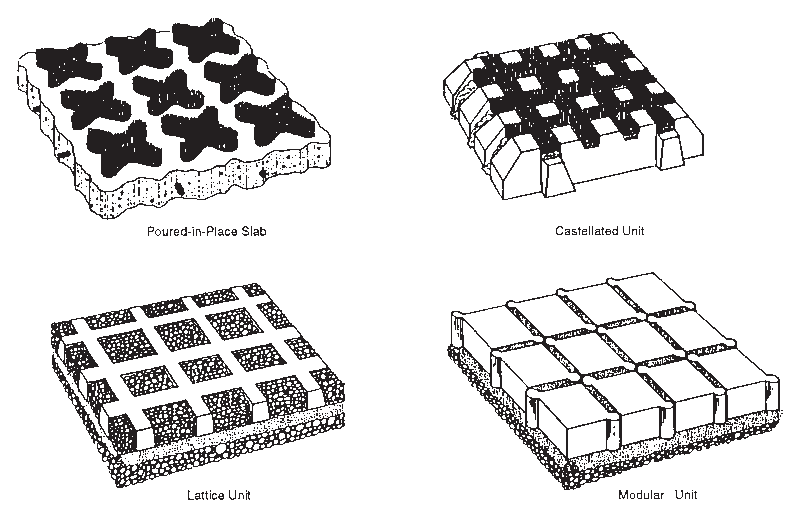 Poured-in-Place Slab
Castellated Unit
Lattice Unit
Modular Unit